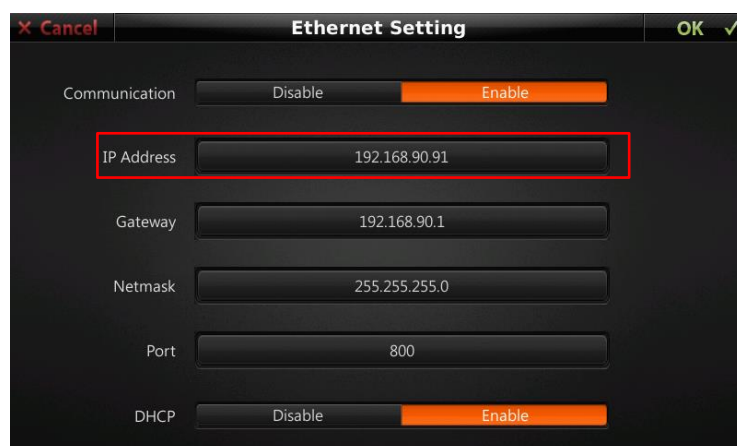 ✕ Cancel Ethernet Setting OK ✓
Communication Disable Enable
IP Address 192.168.90.91
Gateway 192.168.90.1
Netmask 255.255.255.0
Port 800
DHCP Disable Enable